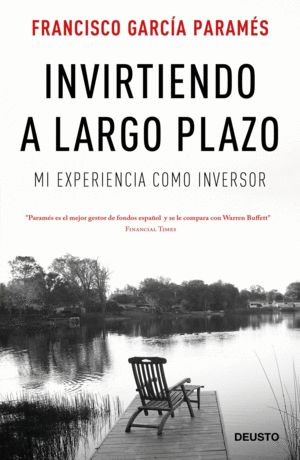 FRANCISCO GARCÍA PARAMÉS
INVIRTIENDO
A LARGO PLAZO
MI EXPERIENCIA COMO INVERSOR
"Paramés es el mejor gestor de fondos español y se le compara con Warren Buffett"
FINANCIAL TIMES
DEUSTO